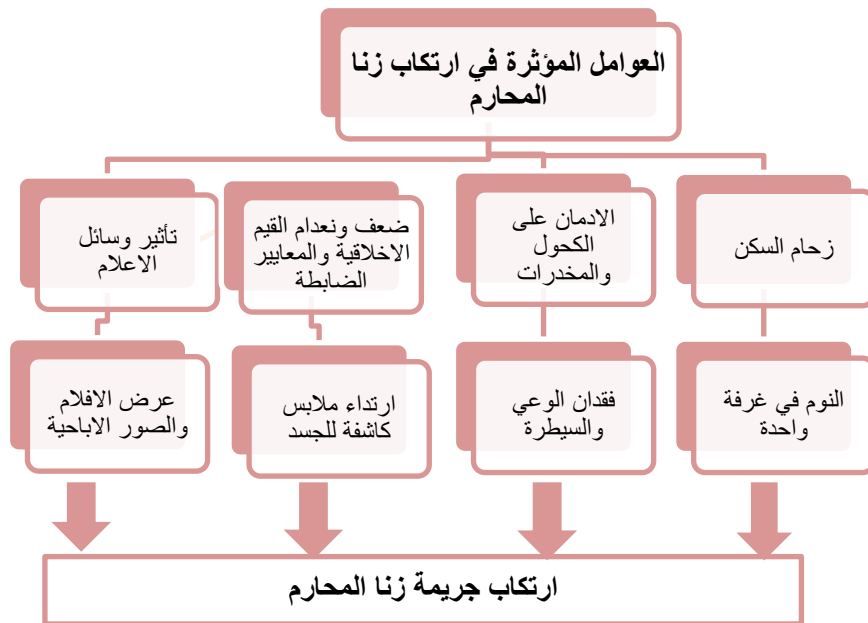 العوامل المؤثرة في ارتكاب زنا
المحارم
زحام السكن
الادمان على
الكحول
والمخدرات
ضعف ونعدام القيم
الاخلاقية والمعايير
الضابطة
تأثير وسائل
الاعلام
النوم في غرفة
واحدة
فقدان الوعي
والسيطرة
ارتداء ملابس
كاشفة للجسد
عرض الافلام
والصور الاباحية
ارتكاب جريمة زنا المحارم